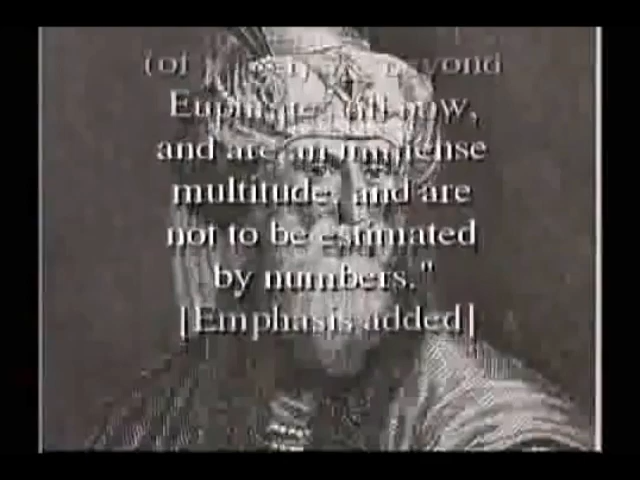 (of
beyond
Euphrates till now,
and are an immense
multitude, and are
not to be estimated
by numbers."
[Emphasis added]